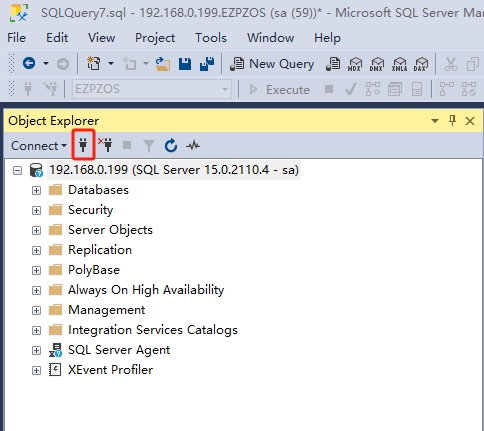 SQLQuery7.sql - 192.168.0.199.EZPZOS (sa (59))* - Microsoft SQL Server Ma
File Edit View Project Tools Window Help
New Query MDX DMX XMLA DAX
EZPZOS Execute
Object Explorer
Connect
192.168.0.199 (SQL Server 15.0.2110.4 - sa)
Databases
Security
Server Objects
Replication
PolyBase
Always On High Availability
Management
Integration Services Catalogs
SQL Server Agent
XEvent Profiler